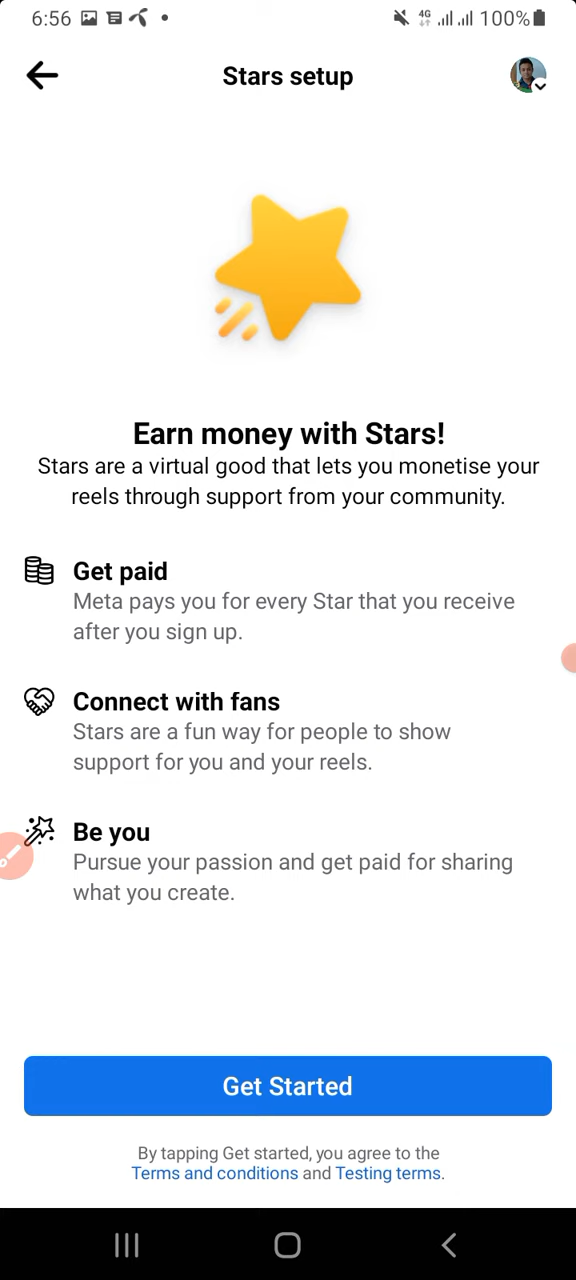 6:56 4G 100%
Stars setup
Earn money with Stars!
Stars are a virtual good that lets you monetise your
reels through support from your community.
Get paid
Meta pays you for every Star that you receive
after you sign up.
Connect with fans
Stars are a fun way for people to show
support for you and your reels.
Be you
Pursue your passion and get paid for sharing
what you create.
Get Started
By tapping Get started, you agree to the
Terms and conditions and Testing terms.